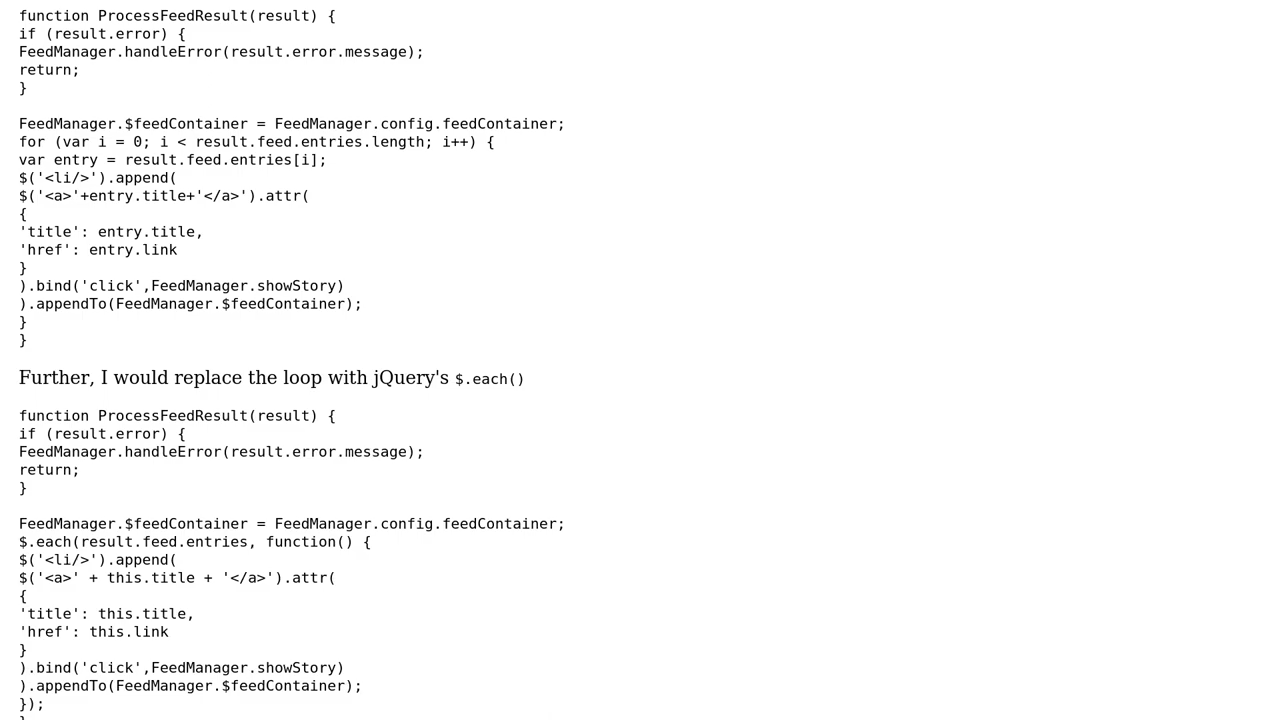 function ProcessFeedResult(result) {
if (result.error) {
FeedManager.handleError(result.error.message);
return;
}
FeedManager.$feedContainer = FeedManager.config.feedContainer;
for (var i = 0; i < result.feed.entries.length; i++) {
var entry = result.feed.entries[i];
$('<li/>').append(
$('<a>'+entry.title+'</a>').attr(
{
'title': entry.title,
'href': entry.link
}
).bind('click',FeedManager.showStory)
).appendTo(FeedManager.$feedContainer);
}
}
Further, I would replace the loop with jQuery's $.each()
function ProcessFeedResult(result) {
if (result.error) {
FeedManager.handleError(result.error.message);
return;
}
FeedManager.$feedContainer = FeedManager.config.feedContainer;
$.each(result.feed.entries, function() {
$('<li/>').append(
$('<a>' + this.title + '</a>').attr(
{
'title': this.title,
'href': this.link
}
).bind('click',FeedManager.showStory)
).appendTo(FeedManager.$feedContainer);
});
}